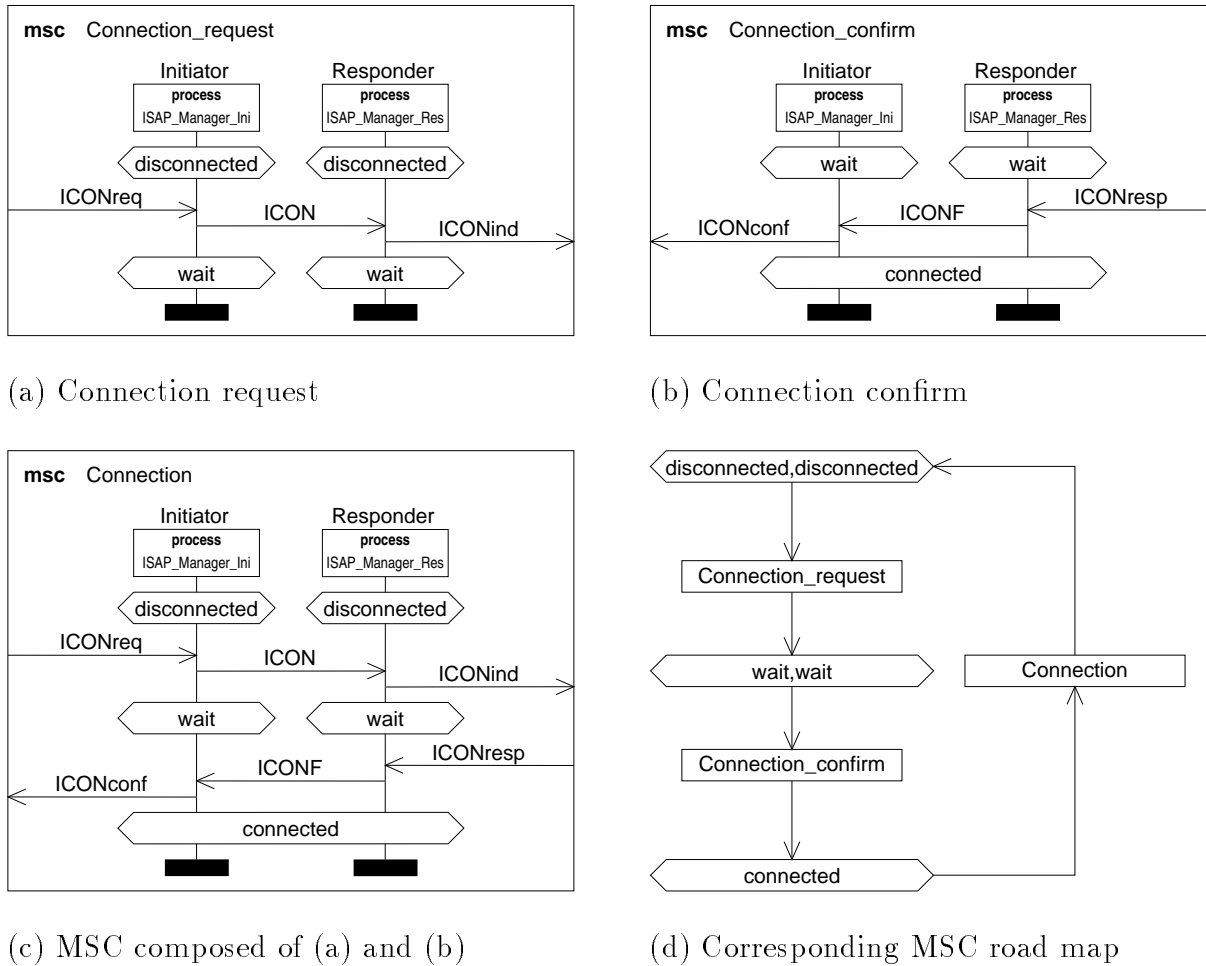 msc Connection_request
Initiator Responder
process process
ISAP_Manager_Ini ISAP_Manager_Res
disconnected disconnected
ICONreq
ICON
ICONind
wait wait
(a) Connection request
msc Connection_confirm
Initiator Responder
process process
ISAP_Manager_Ini ISAP_Manager_Res
wait wait
ICONresp
ICONF
ICONconf
connected
(b) Connection confirm
msc Connection
Initiator Responder
process process
ISAP_Manager_Ini ISAP_Manager_Res
disconnected disconnected
ICONreq
ICON
ICONind
wait wait
ICONresp
ICONF
ICONconf
connected
(c) MSC composed of (a) and (b)
disconnected,disconnected
Connection_request
wait,wait
Connection
Connection_confirm
connected
(d) Corresponding MSC road map